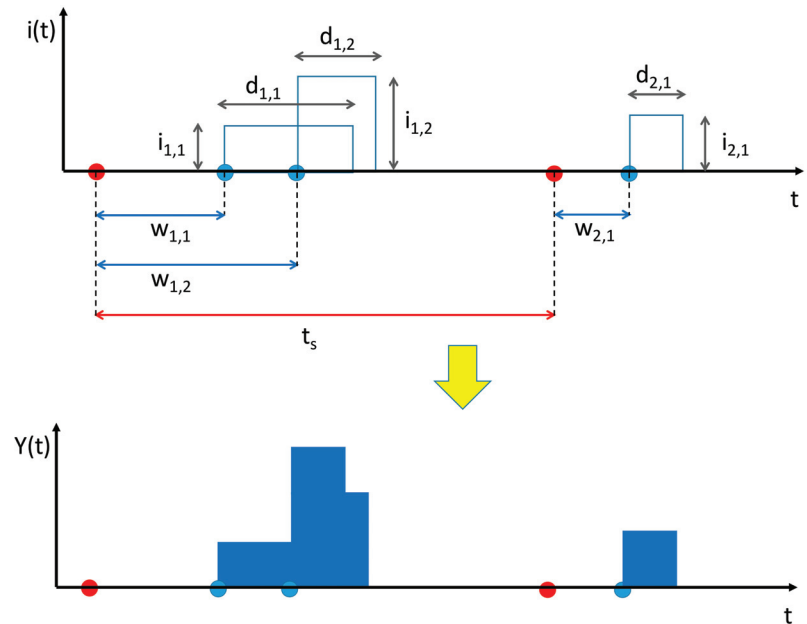 i(t)
d1,2
d1,1
d2,1
i1,1
i1,2
i2,1
t
w1,1
w2,1
w1,2
ts
Y(t)
t